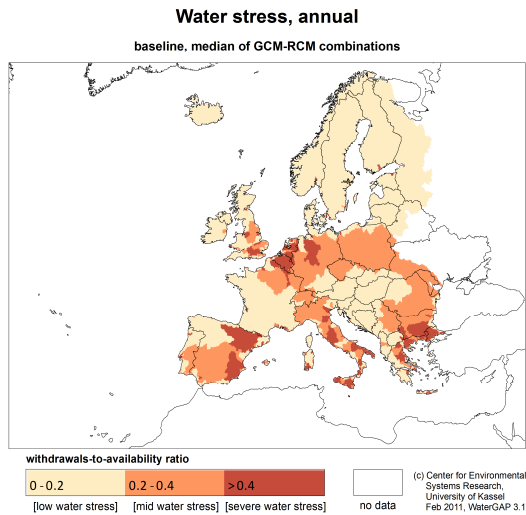 Water stress, annual
baseline, median of GCM-RCM combinations
withdrawals-to-availability ratio
0 - 0.2
0.2 - 0.4
>0.4
[low water stress]
[mid water stress]
[severe water stress]
no data
(c) Center for Environmental
Systems Research,
University of Kassel
Feb 2011, WaterGAP 3.1